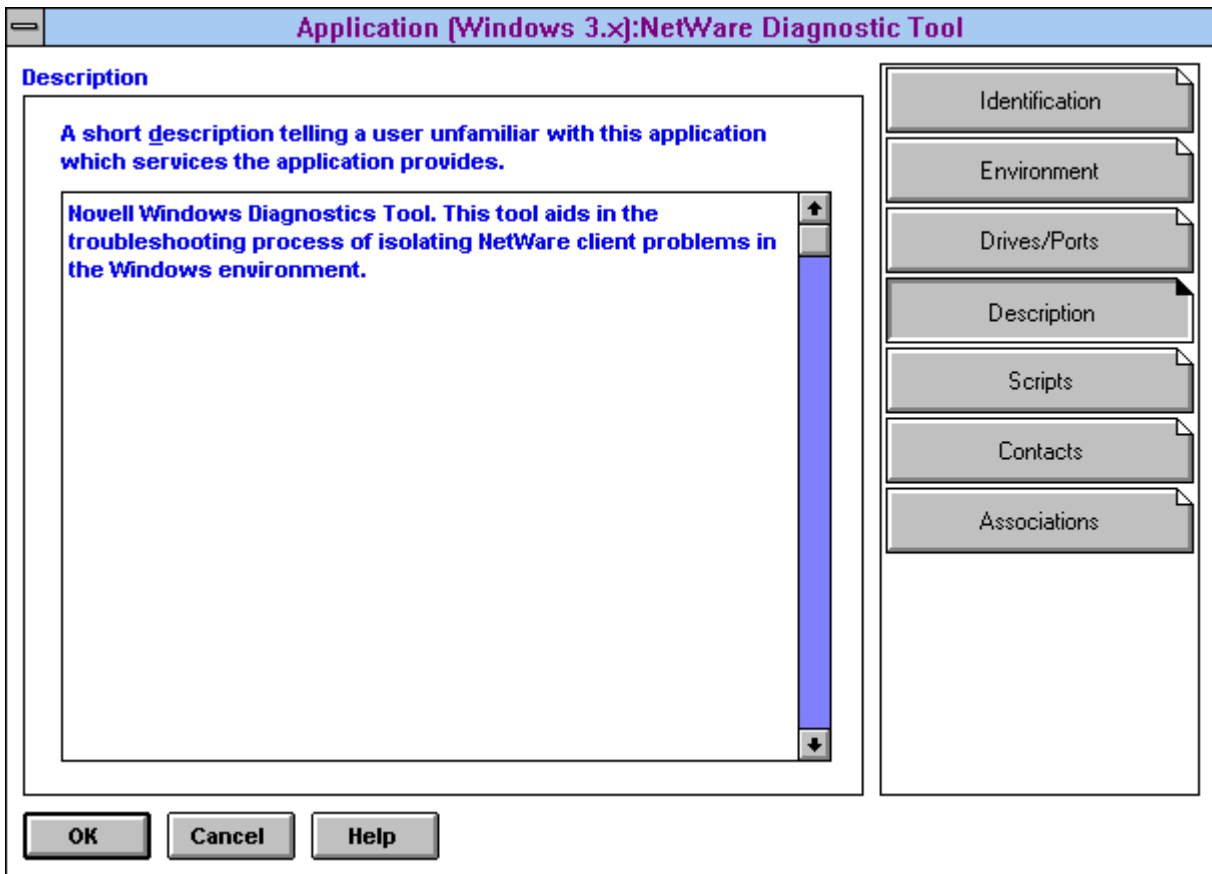 Application (Windows 3.x):NetWare Diagnostic Tool
Description
A short description telling a user unfamiliar with this application
which services the application provides.
Novell Windows Diagnostics Tool. This tool aids in the
troubleshooting process of isolating NetWare client problems in
the Windows environment.
Identification
Environment
Drives/Ports
Description
Scripts
Contacts
Associations
OK
Cancel
Help